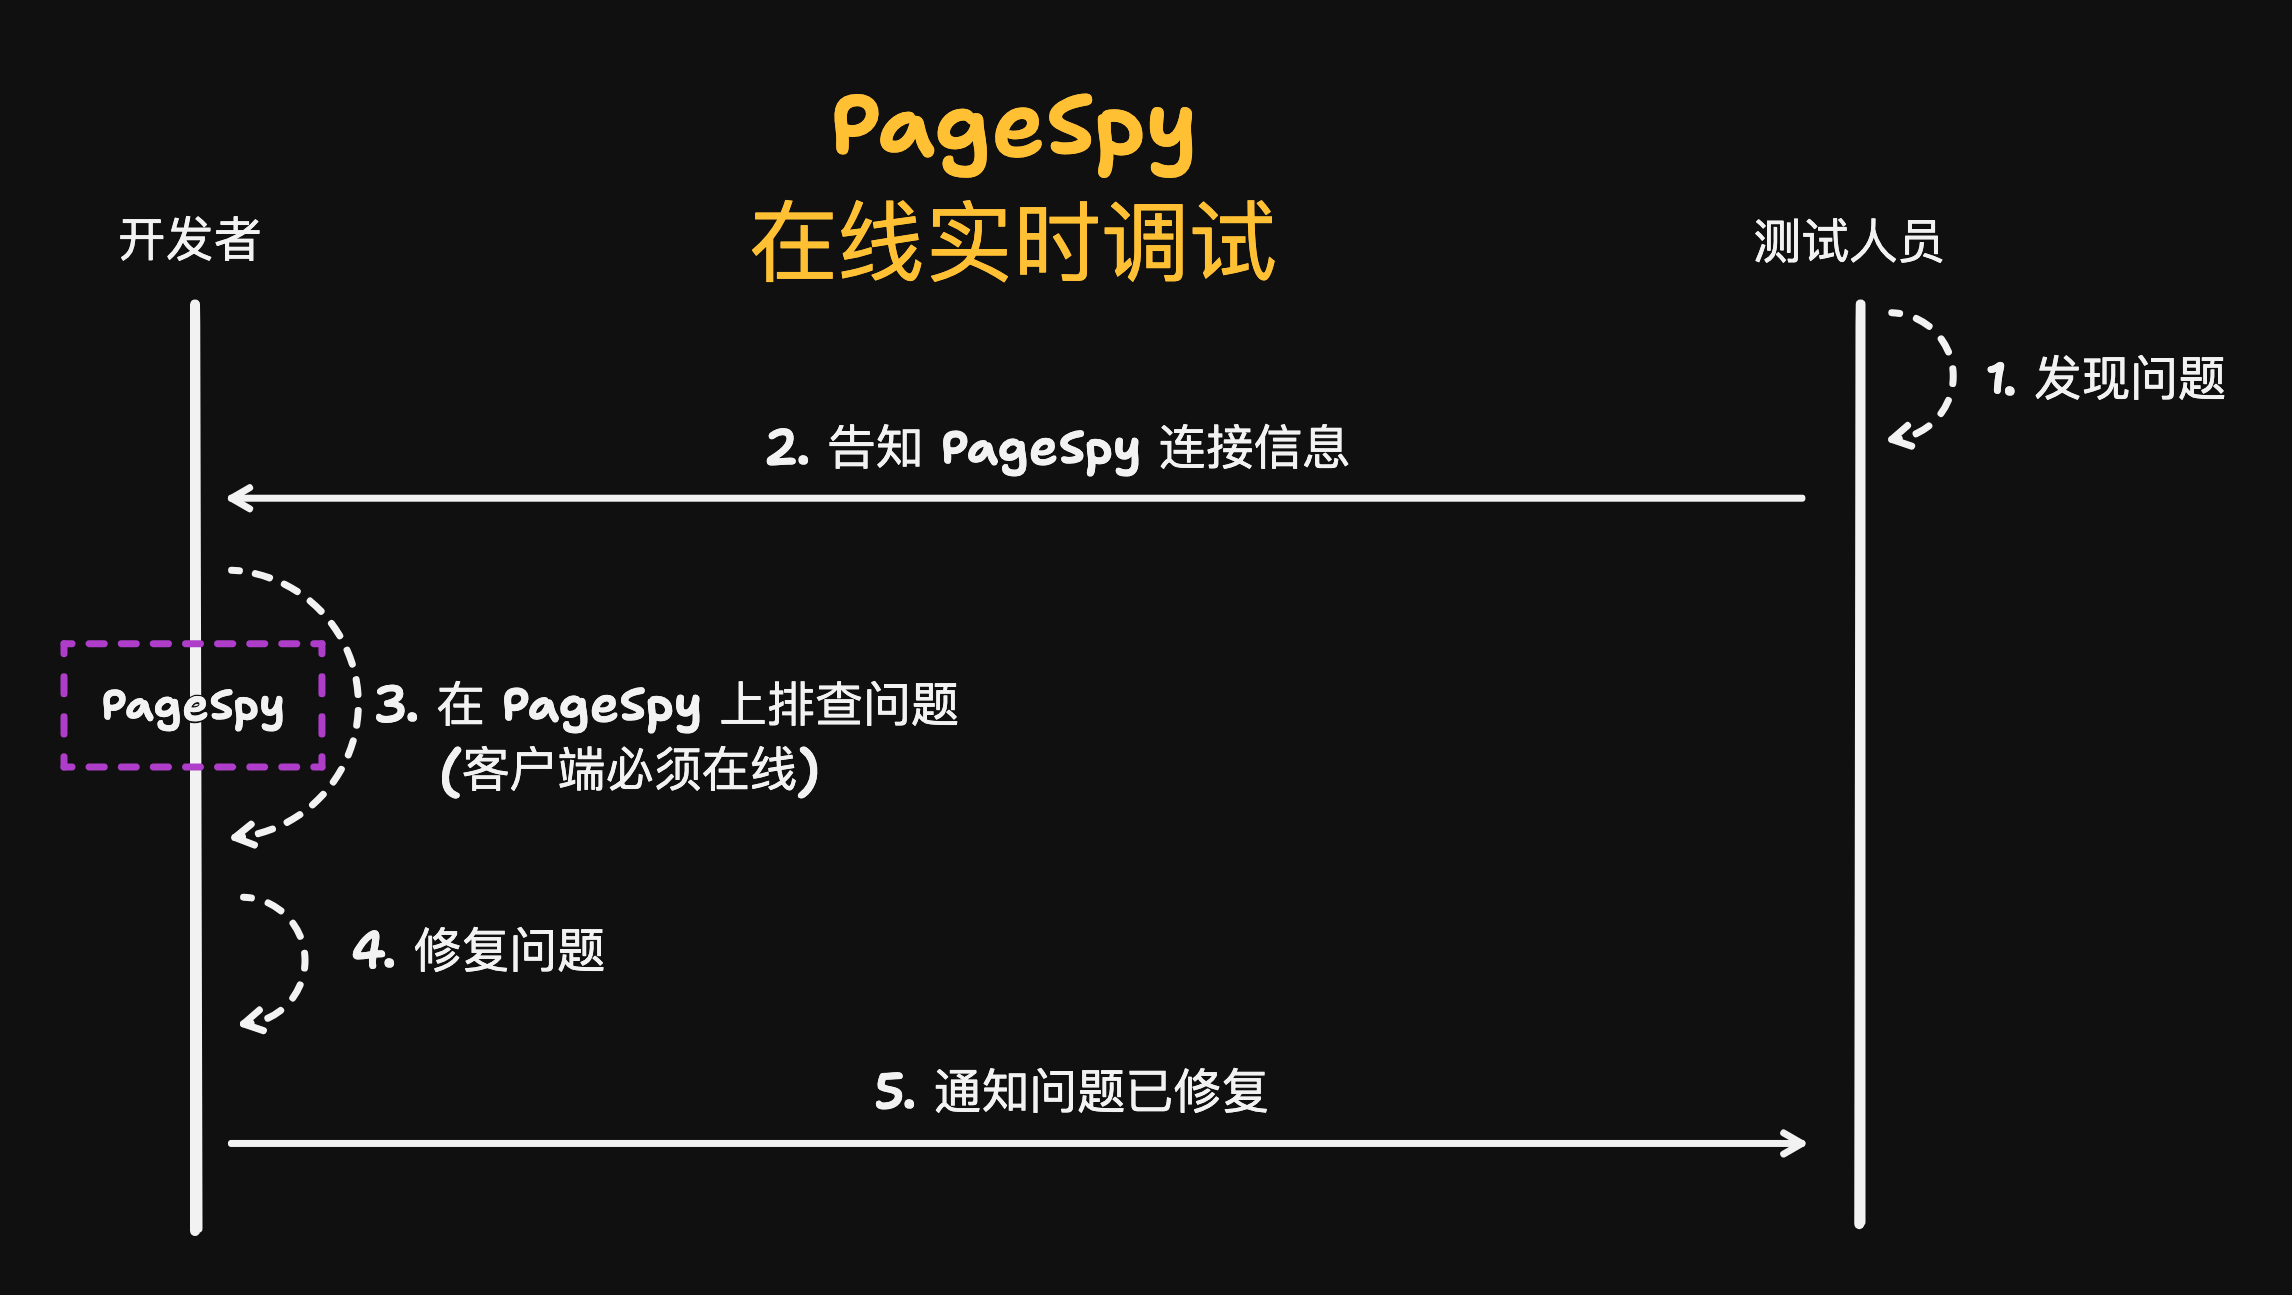 PageSpy
在线实时调试
开发者
测试人员
1. 发现问题
2. 告知 PageSpy 连接信息
PageSpy
3. 在 PageSpy 上排查问题
(客户端必须在线)
4. 修复问题
5. 通知问题已修复